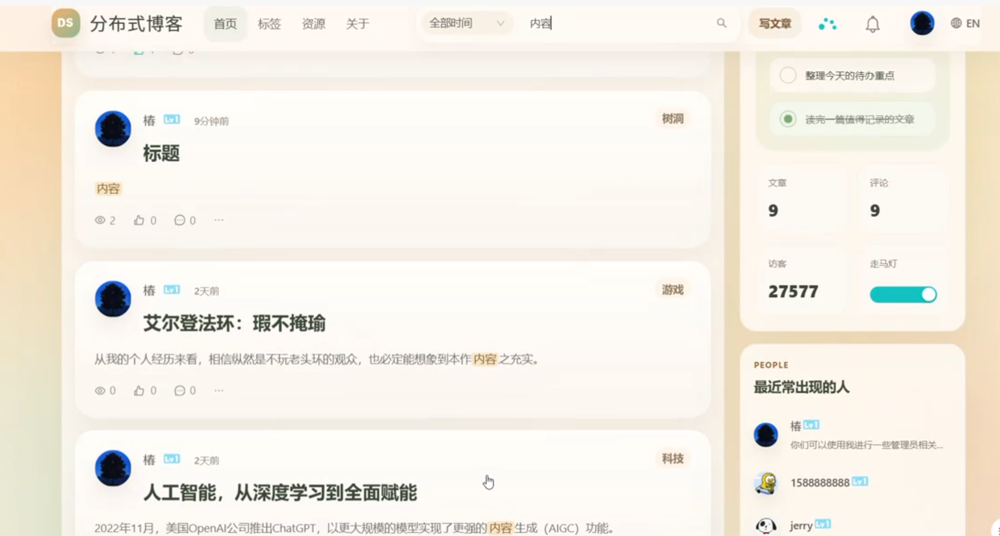 DS 分布式博客 首页 标签 资源 关于 全部时间 内容 写文章 EN
椿 Lv1 9分钟前 树洞
标题
内容
2 0 0 ...
椿 Lv1 2天前 游戏
艾尔登法环：瑕不掩瑜
从我的个人经历来看，相信纵然是不玩老头环的观众，也必定能想象到本作内容之充实。
0 0 0 ...
椿 Lv1 2天前 科技
人工智能，从深度学习到全面赋能
2022年11月，美国OpenAI公司推出ChatGPT，以更大规模的模型实现了更强的内容生成（AIGC）功能。
整理今天的待办重点
读完一篇值得记录的文章
文章 评论
9 9
访客 走马灯
27577
PEOPLE
最近常出现的人
椿 Lv1
你们可以使用我进行一些管理员相关...
1588888888 Lv1
jerry Lv1